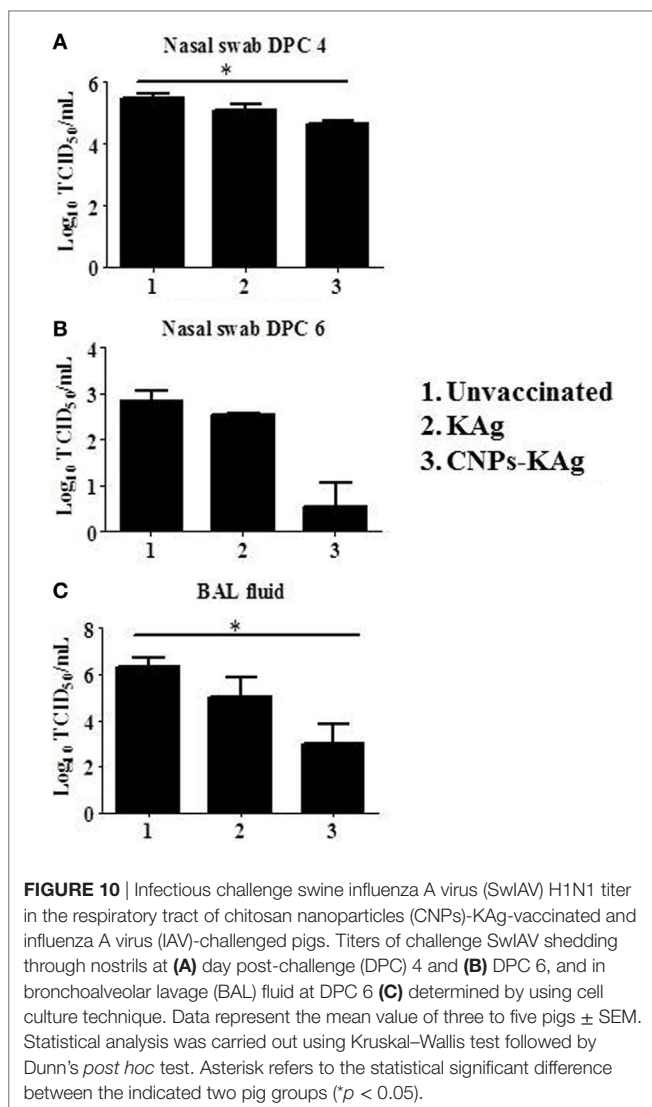 A
Nasal swab DPC 4
*
6
4
2
0
Log₁₀ TCID₅₀/mL
1 2 3
B
Nasal swab DPC 6
4
3
2
1
0
Log₁₀ TCID₅₀/mL
1 2 3
1. Unvaccinated
2. KAg
3. CNPs-KAg
C
BAL fluid
*
8
6
4
2
0
Log₁₀ TCID₅₀/mL
1 2 3
FIGURE 10 | Infectious challenge swine influenza A virus (SwIAV) H1N1 titer
in the respiratory tract of chitosan nanoparticles (CNPs)-KAg-vaccinated and
influenza A virus (IAV)-challenged pigs. Titers of challenge SwIAV shedding
through nostrils at (A) day post-challenge (DPC) 4 and (B) DPC 6, and in
bronchoalveolar lavage (BAL) fluid at DPC 6 (C) determined by using cell
culture technique. Data represent the mean value of three to five pigs ± SEM.
Statistical analysis was carried out using Kruskal–Wallis test followed by
Dunn's post hoc test. Asterisk refers to the statistical significant difference
between the indicated two pig groups (*p < 0.05).